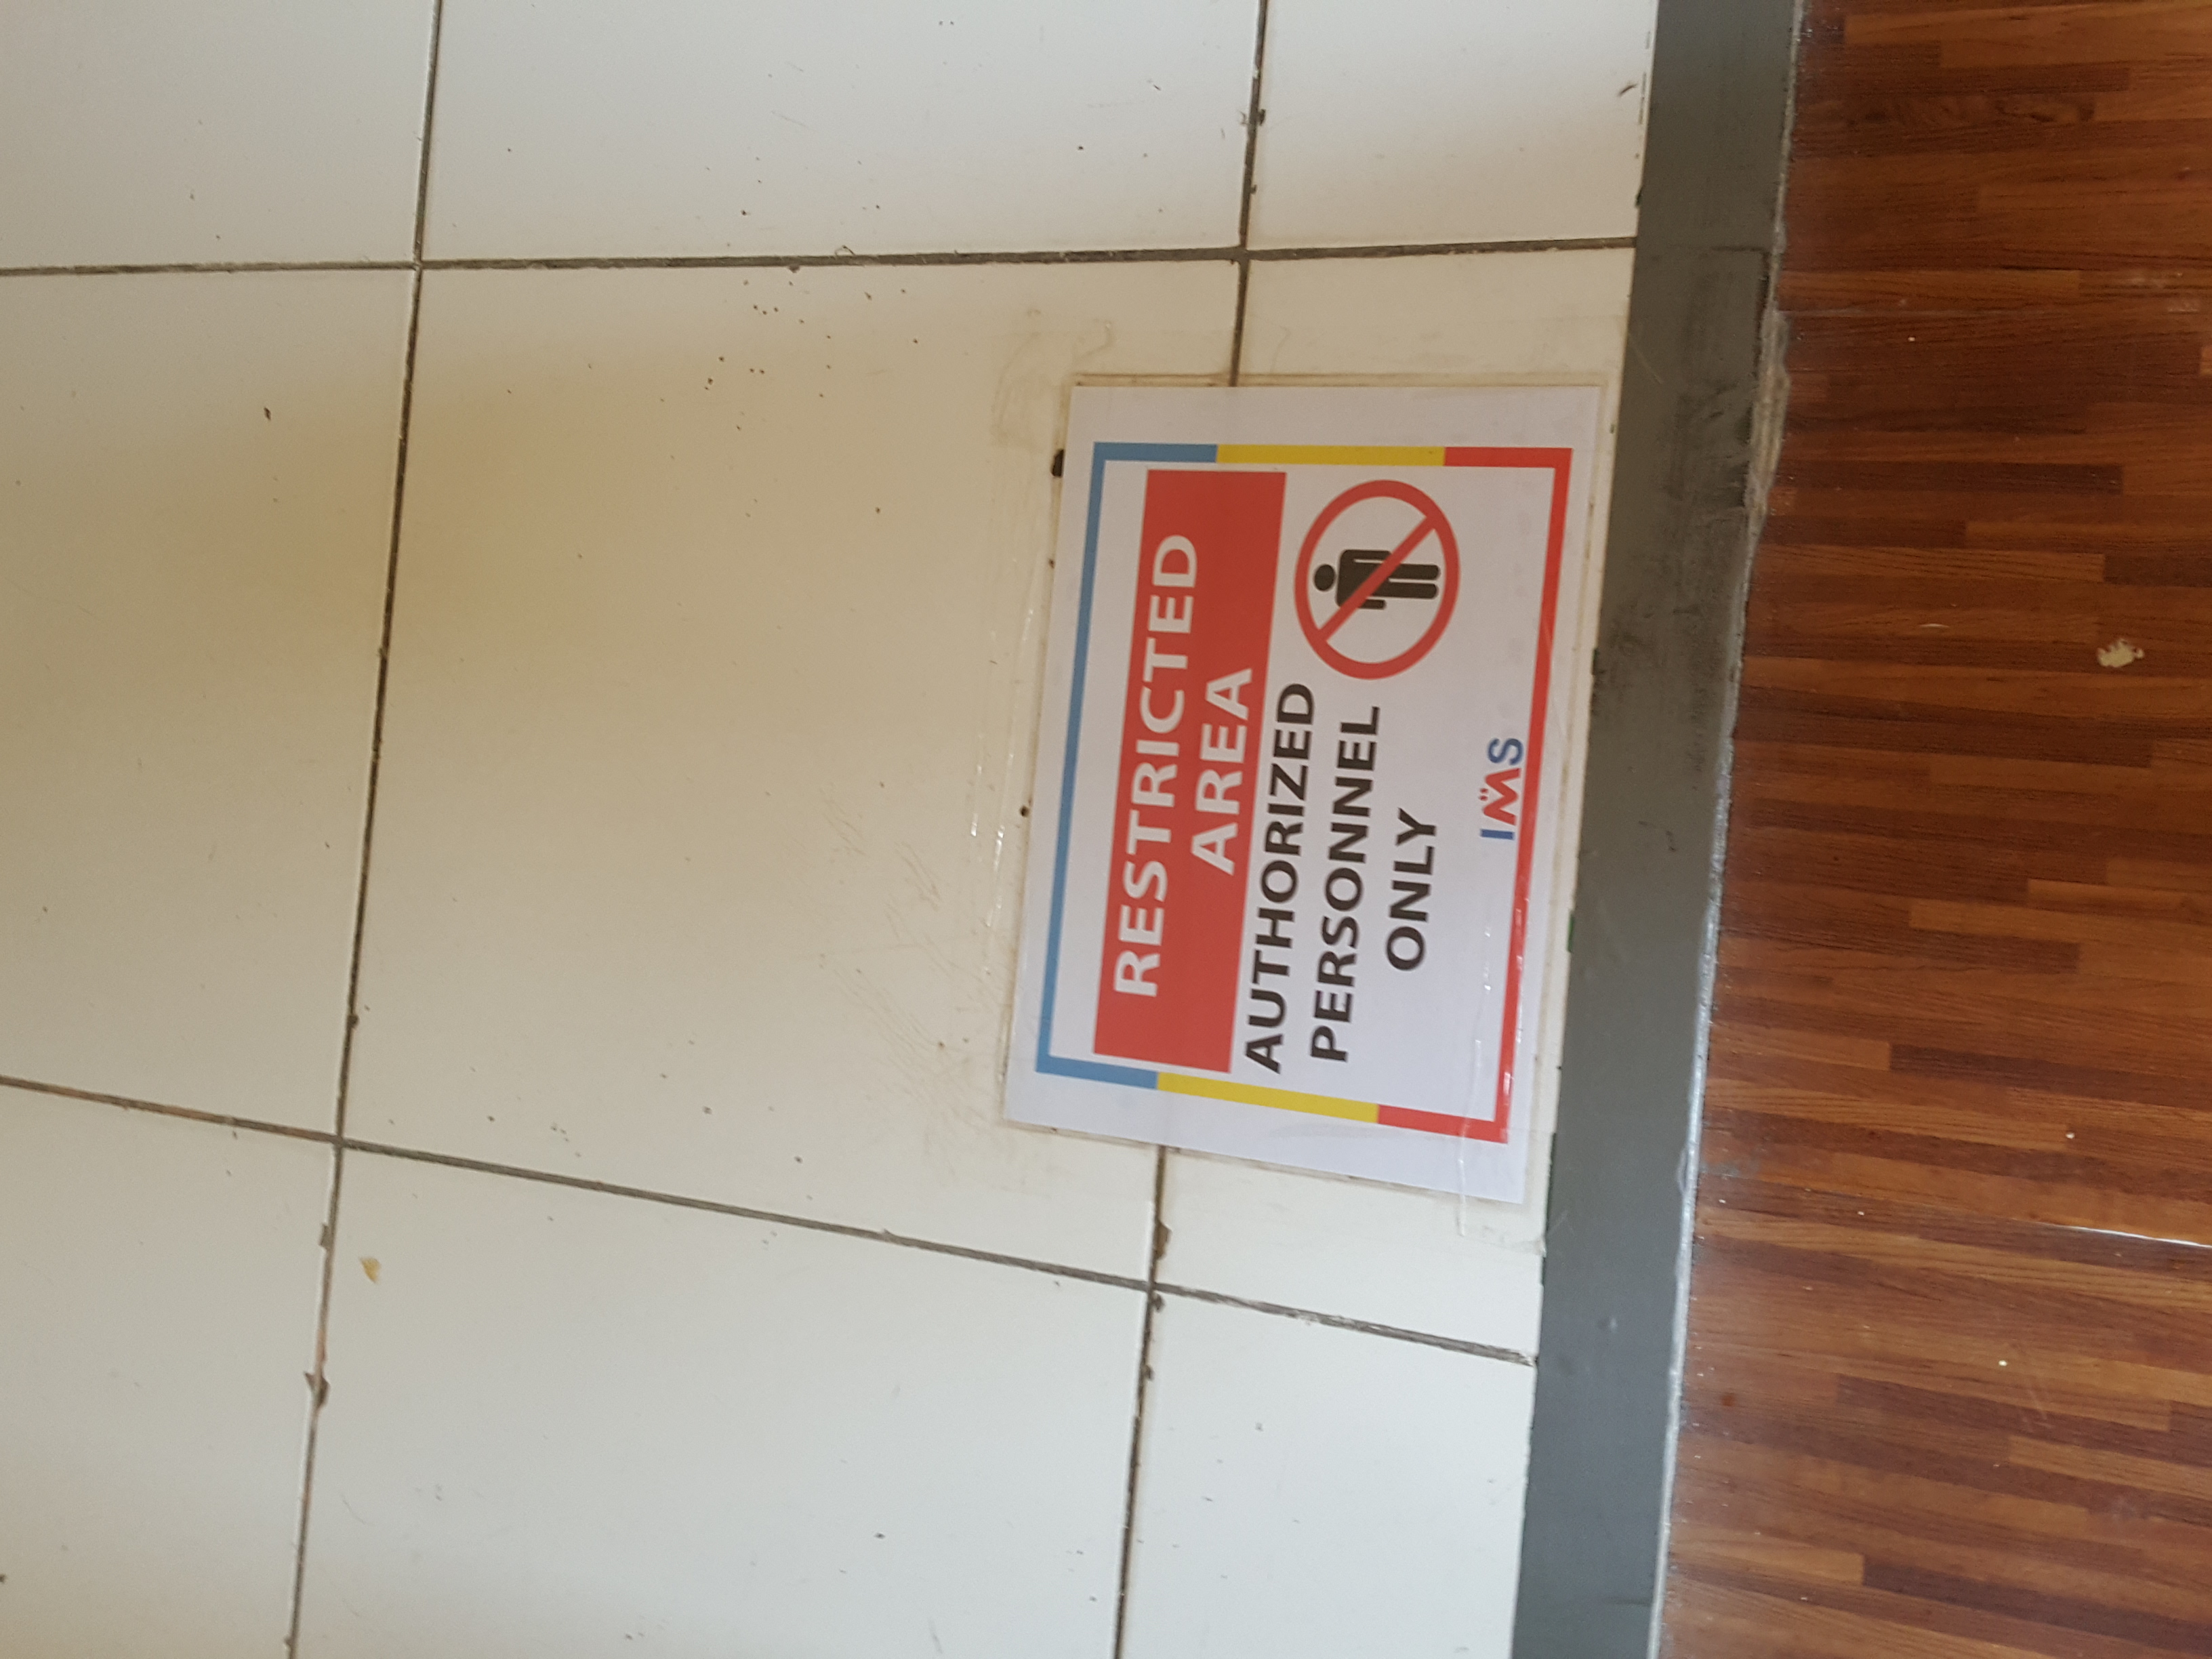 RESTRICTED
AREA
AUTHORIZED
PERSONNEL
ONLY
IMS